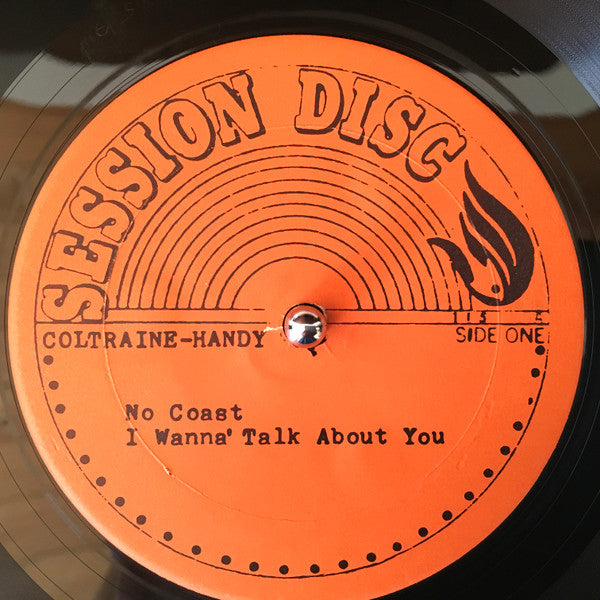 SESSION DISC
COLTRAINE-HANDY
SIDE ONE
No Coast
I Wanna' Talk About You